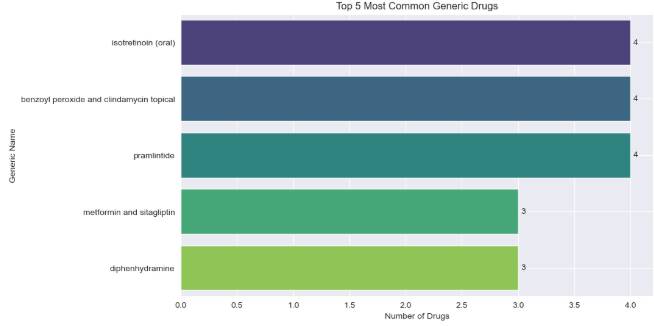 Top 5 Most Common Generic Drugs
isotretinoin (oral)
4
benzoyl peroxide and clindamycin topical
4
pramlintide
4
metformin and sitagliptin
3
diphenhydramine
3
Generic Name
0.0 0.5 1.0 1.5 2.0 2.5 3.0 3.5 4.0
Number of Drugs